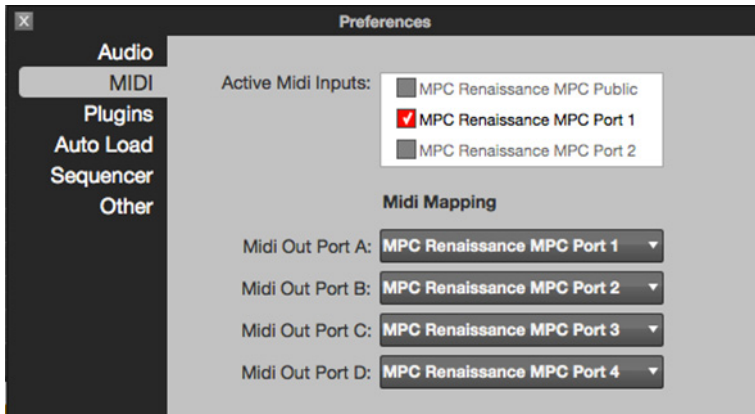 X
Preferences
Audio
MIDI
Plugins
Auto Load
Sequencer
Other
Active Midi Inputs:
MPC Renaissance MPC Public
MPC Renaissance MPC Port 1
MPC Renaissance MPC Port 2
Midi Mapping
Midi Out Port A: MPC Renaissance MPC Port 1
Midi Out Port B: MPC Renaissance MPC Port 2
Midi Out Port C: MPC Renaissance MPC Port 3
Midi Out Port D: MPC Renaissance MPC Port 4